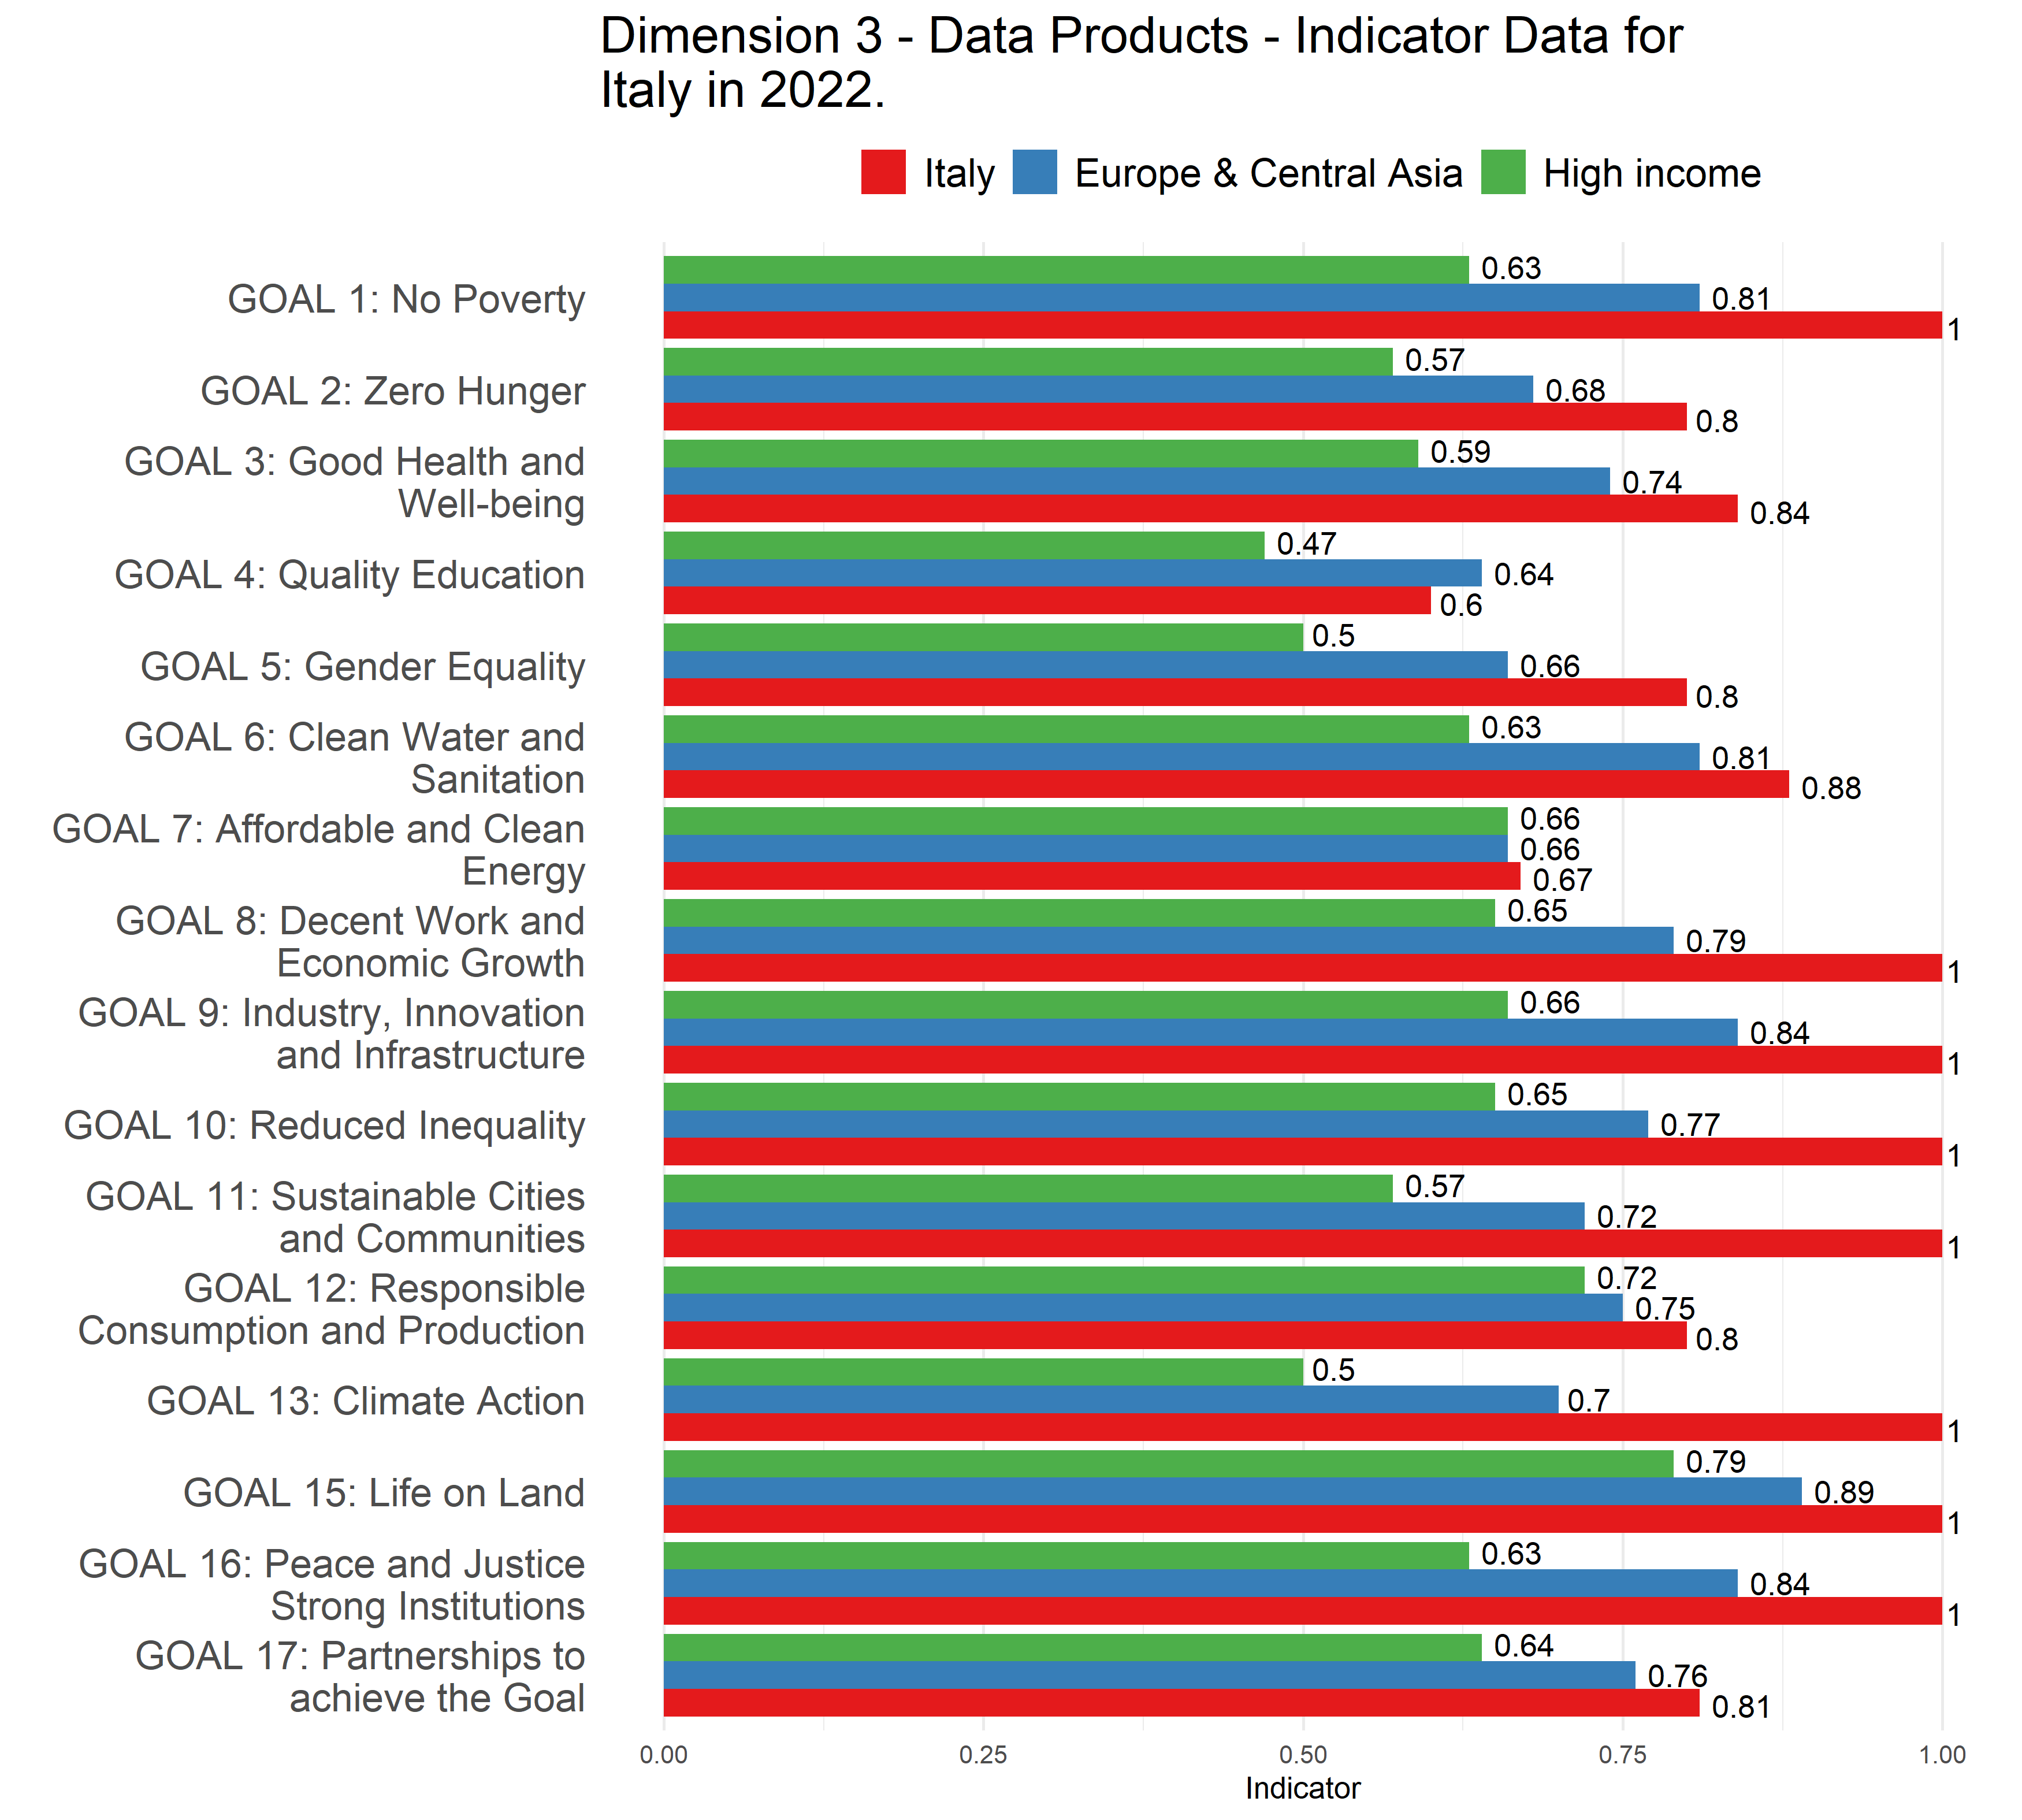 Dimension 3 - Data Products - Indicator Data for
Italy in 2022.
Italy
Europe & Central Asia
High income
GOAL 1: No Poverty
0.63
0.81
1
GOAL 2: Zero Hunger
0.57
0.68
0.8
GOAL 3: Good Health and
Well-being
0.59
0.74
0.84
GOAL 4: Quality Education
0.47
0.64
0.6
GOAL 5: Gender Equality
0.5
0.66
0.8
GOAL 6: Clean Water and
Sanitation
0.63
0.81
0.88
GOAL 7: Affordable and Clean
Energy
0.66
0.66
0.67
GOAL 8: Decent Work and
Economic Growth
0.65
0.79
1
GOAL 9: Industry, Innovation
and Infrastructure
0.66
0.84
1
GOAL 10: Reduced Inequality
0.65
0.77
1
GOAL 11: Sustainable Cities
and Communities
0.57
0.72
1
GOAL 12: Responsible
Consumption and Production
0.72
0.75
0.8
GOAL 13: Climate Action
0.5
0.7
1
GOAL 15: Life on Land
0.79
0.89
1
GOAL 16: Peace and Justice
Strong Institutions
0.63
0.84
1
GOAL 17: Partnerships to
achieve the Goal
0.64
0.76
0.81
0.00
0.25
0.50
0.75
1.00
Indicator